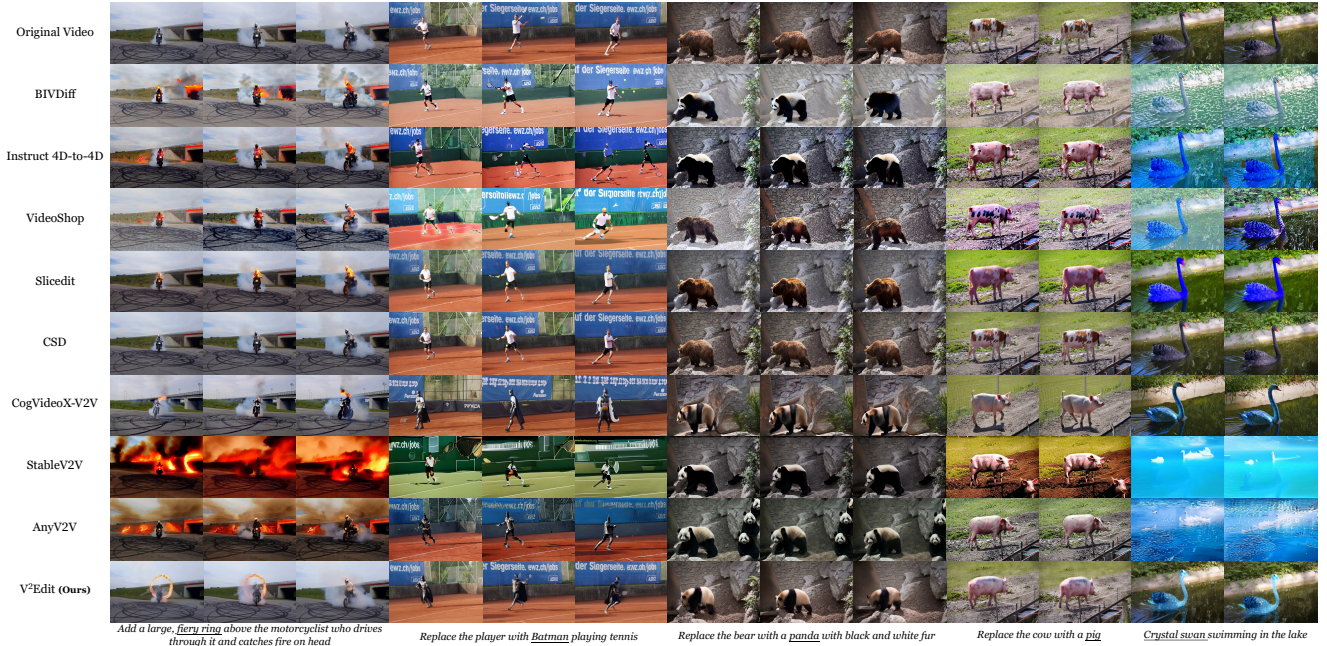 Original Video
BIVDiff
Instruct 4D-to-4D
VideoShop
Slicedit
CSD
CogVideoX-V2V
StableV2V
AnyV2V
V²Edit (Ours)
Add a large, fiery ring above the motorcyclist who drives
through it and catches fire on head
Replace the player with Batman playing tennis
Replace the bear with a panda with black and white fur
Replace the cow with a pig
Crystal swan swimming in the lake